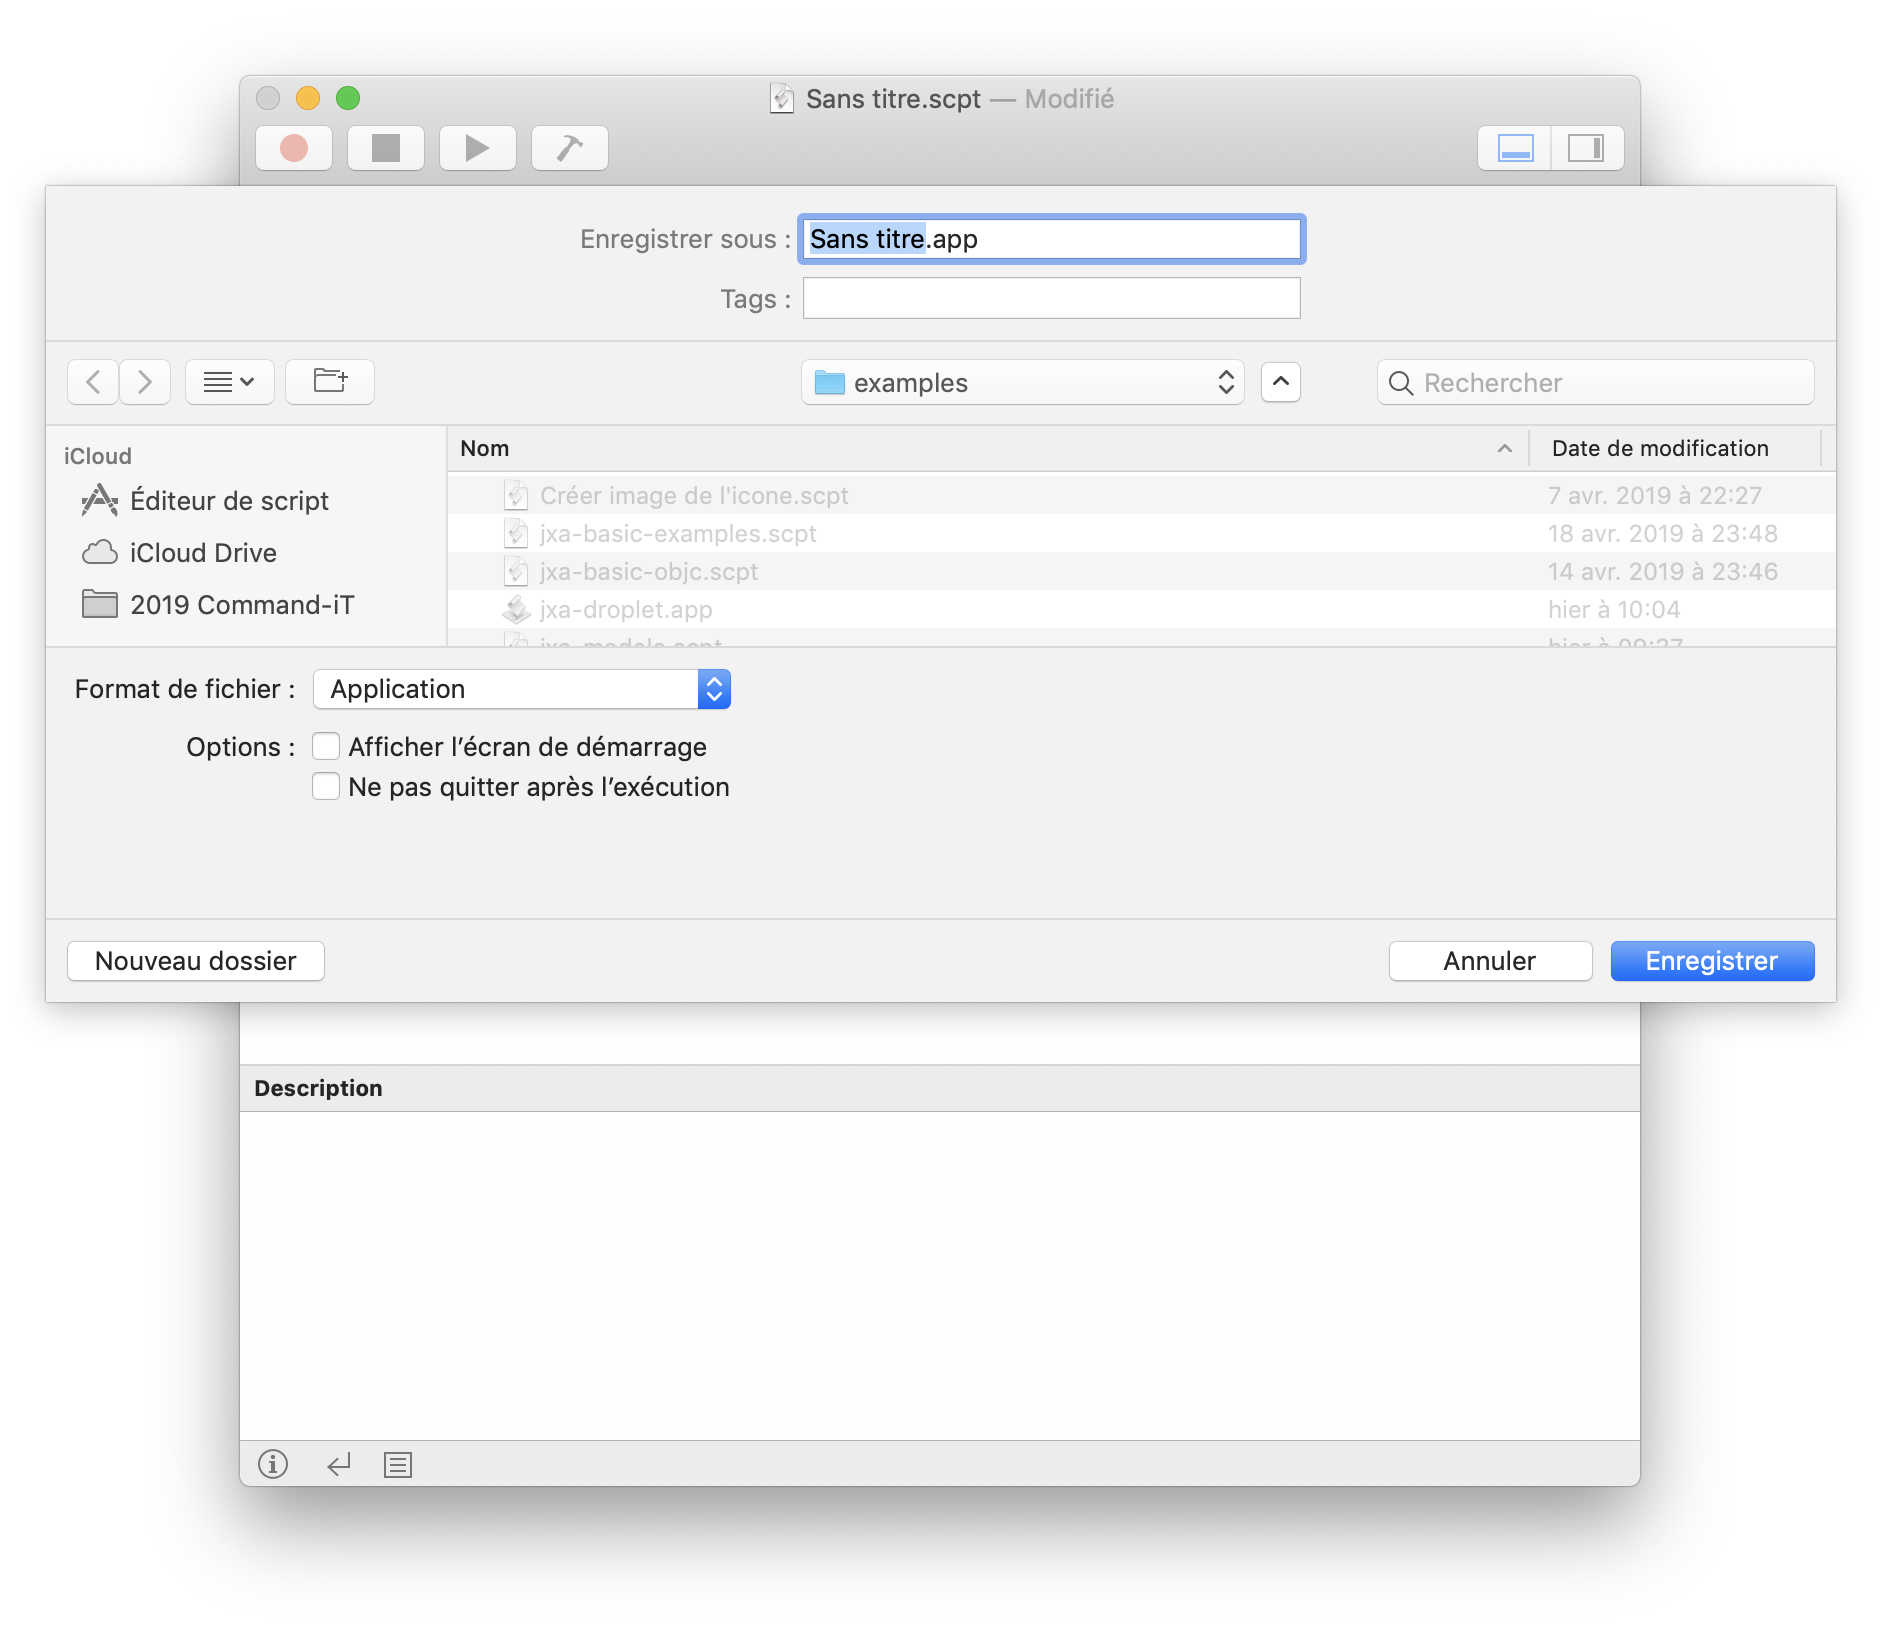 Sans titre.scpt — Modifié
Enregistrer sous : Sans titre.app
Tags :
examples
Rechercher
iCloud
Éditeur de script
iCloud Drive
2019 Command-iT
Nom Date de modification
Créer image de l'icone.scpt 7 avr. 2019 à 22:27
jxa-basic-examples.scpt 18 avr. 2019 à 23:48
jxa-basic-objc.scpt 14 avr. 2019 à 23:46
jxa-droplet.app hier à 10:04
hier à
Format de fichier : Application
Options : Afficher l’écran de démarrage
Ne pas quitter après l’exécution
Nouveau dossier Annuler Enregistrer
Description